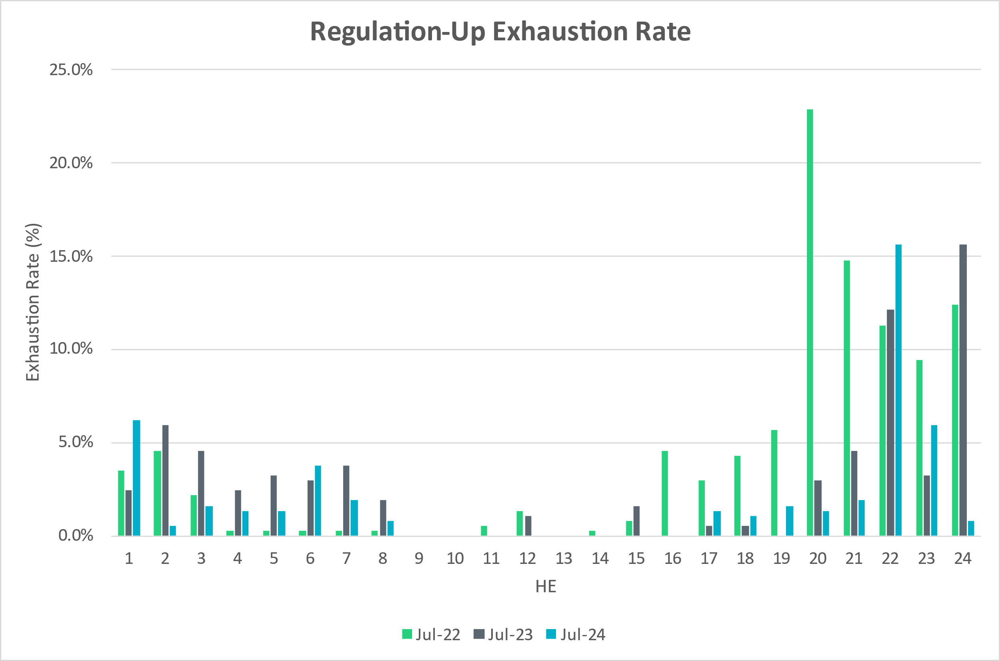 Regulation-Up Exhaustion Rate
25.0%
20.0%
15.0%
10.0%
5.0%
0.0%
Exhaustion Rate (%)
1 2 3 4 5 6 7 8 9 10 11 12 13 14 15 16 17 18 19 20 21 22 23 24
HE
Jul-22 Jul-23 Jul-24